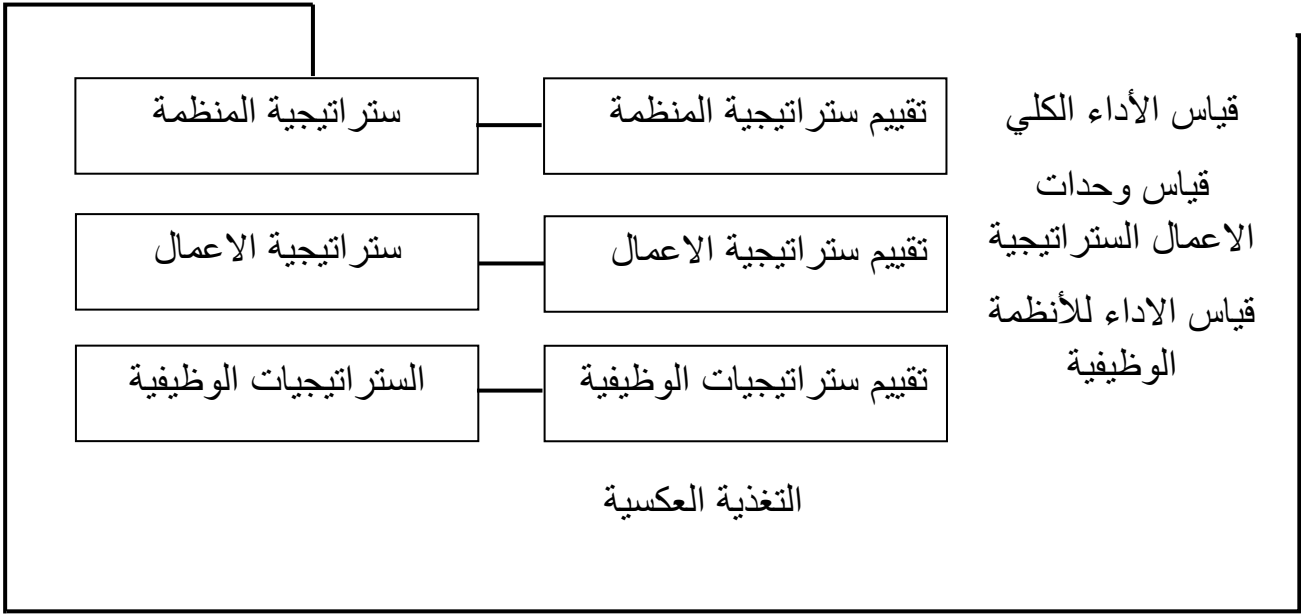 قياس الأداء الكلي
تقييم ستراتيجية المنظمة
ستراتيجية المنظمة
قياس وحدات
الاعمال الستراتيجية
تقييم ستراتيجية الاعمال
ستراتيجية الاعمال
قياس الاداء للأنظمة
الوظيفية
تقييم ستراتيجيات الوظيفية
الستراتيجيات الوظيفية
التغذية العكسية